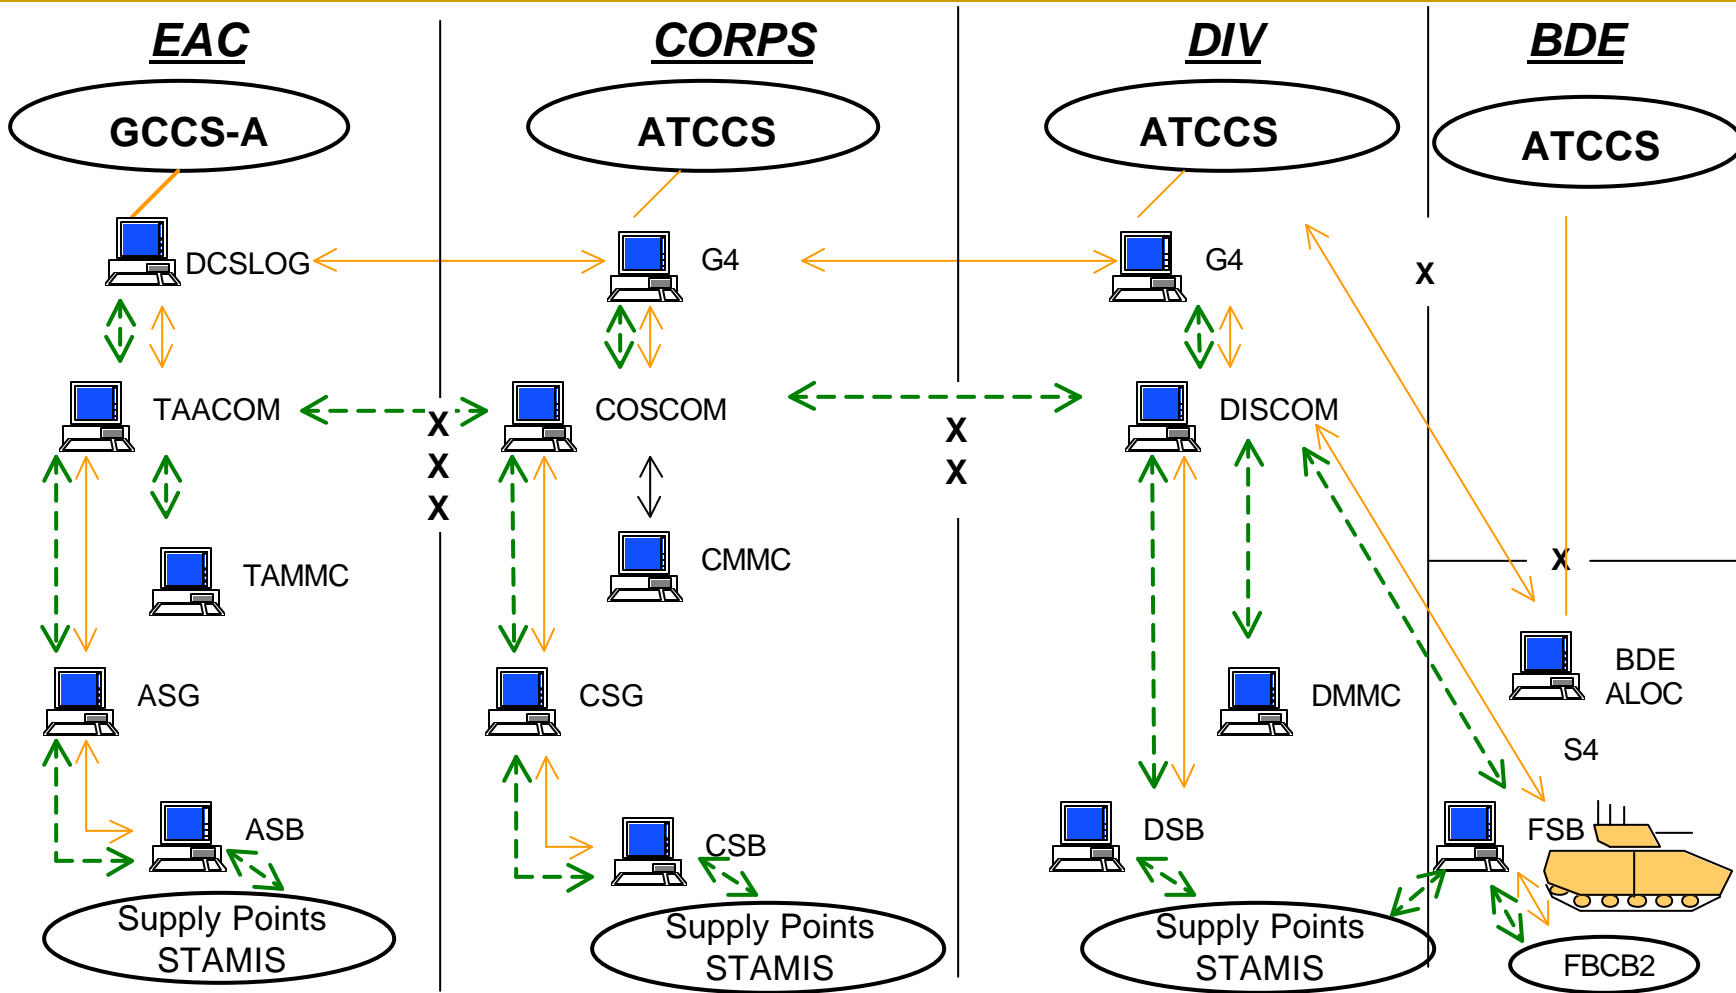 EAC
CORPS
DIV
BDE
GCCS-A
ATCCS
ATCCS
ATCCS
DCSLOG
G4
G4
X
TAACOM
COSCOM
DISCOM
X
X
X
X
X
TAMMC
CMMC
X
ASG
CSG
DMMC
BDE
ALOC
S4
ASB
CSB
DSB
FSB
Supply Points
STAMIS
Supply Points
STAMIS
Supply Points
STAMIS
FBCB2